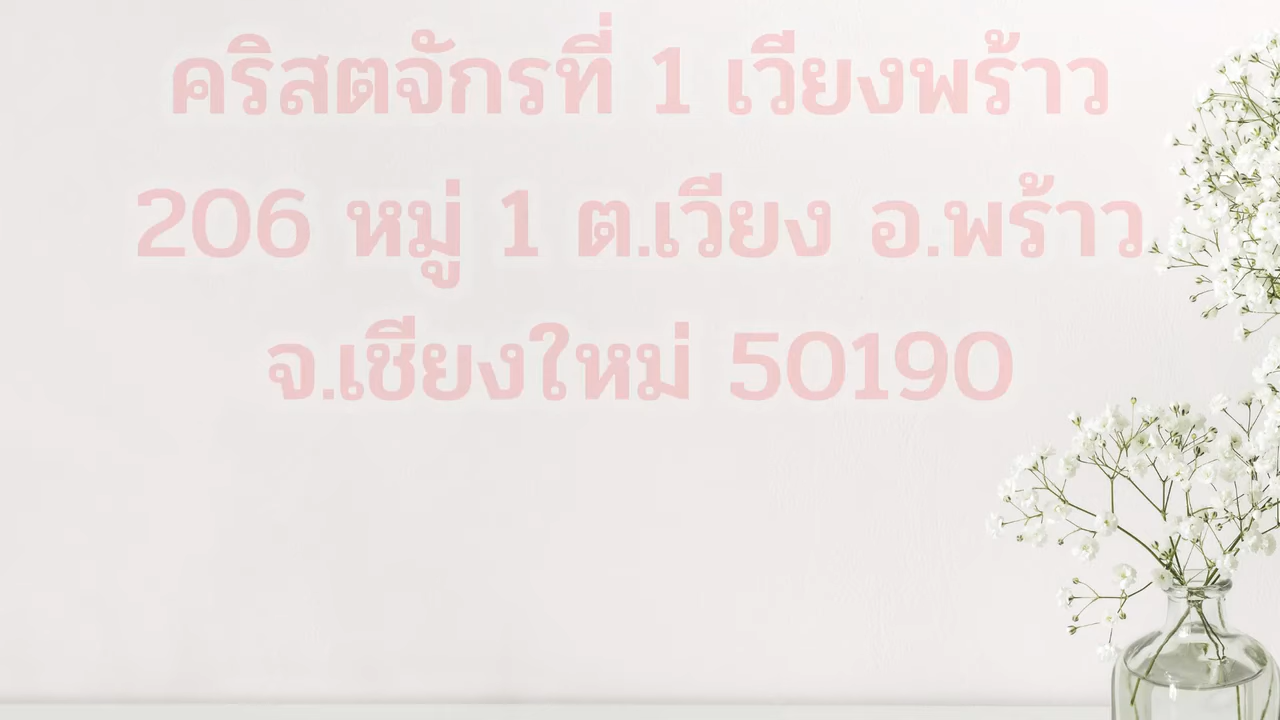 คริสตจักรที่ 1 เวียงพร้าว
206 หมู่ 1 ต.เวียง อ.พร้าว
จ.เชียงใหม่ 50190